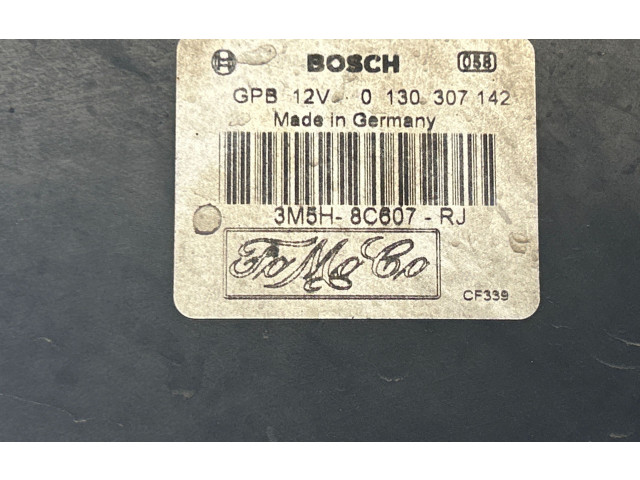 BOSCH 058
GPB 12V 0 130 307 142
Made in Germany
3M5H-8C607-RJ
FoMoCo
CF339